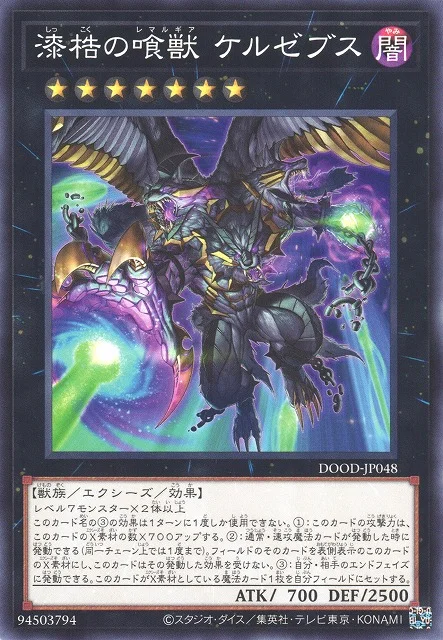 漆梏の喰獣 ケルゼブス
闇
DOOD-JP048
【獣族／エクシーズ／効果】
レベル7モンスター×2体以上
このカード名の③の効果は1ターンに1度しか使用できない。①：このカードの攻撃力は、
このカードのX素材の数×700アップする。②：通常・速攻魔法カードが発動した時に
発動できる（同一チェーン上では1度まで）。フィールドのそのカードを表側表示のこのカード
のX素材にし、このカードはその発動した効果を受けない。③：自分・相手のエンドフェイ
ズに発動できる。このカードがX素材としている魔法カード1枚を自分フィールドにセットする。
ATK/ 700 DEF/2500
94503794
©スタジオ・ダイス／集英社・テレビ東京・KONAMI